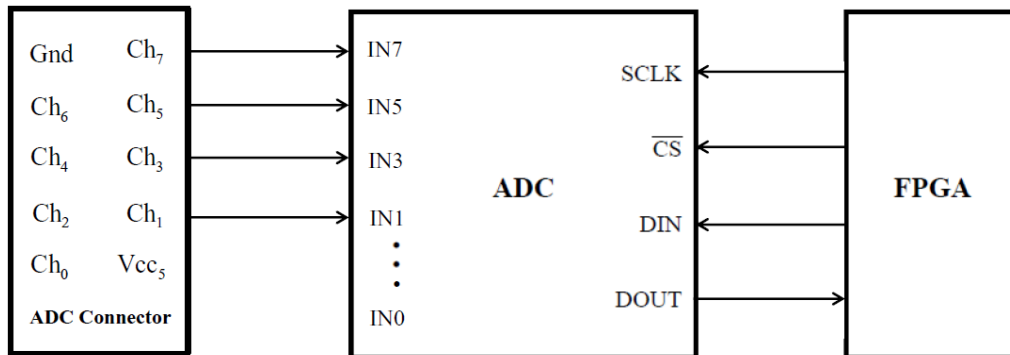 Gnd Ch₇
Ch₆ Ch₅
Ch₄ Ch₃
Ch₂ Ch₁
Ch₀ Vcc₅
ADC Connector
IN7
IN5
IN3
IN1
IN0
ADC
SCLK
C̅S̅
DIN
DOUT
FPGA